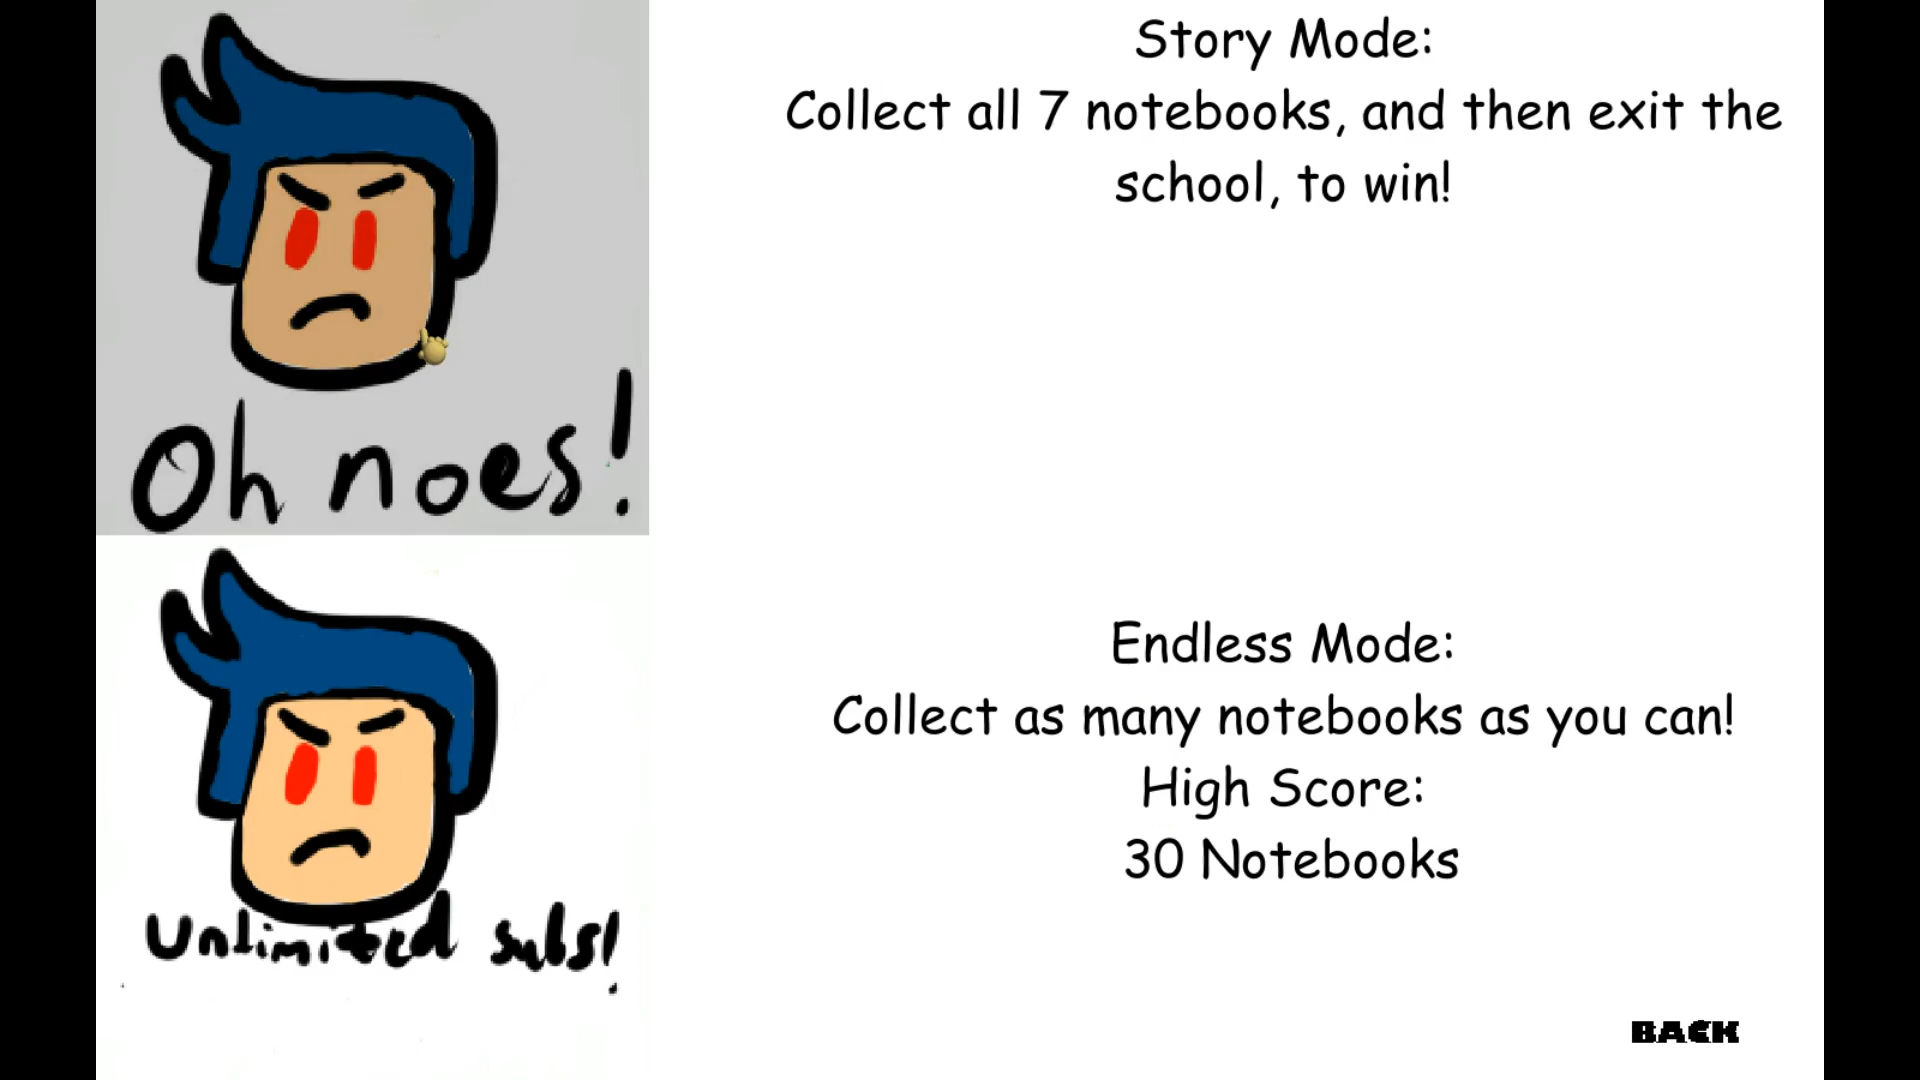 Story Mode:
Collect all 7 notebooks, and then exit the
school, to win!
Oh noes!
Endless Mode:
Collect as many notebooks as you can!
High Score:
30 Notebooks
Unlimited subs!
BACK